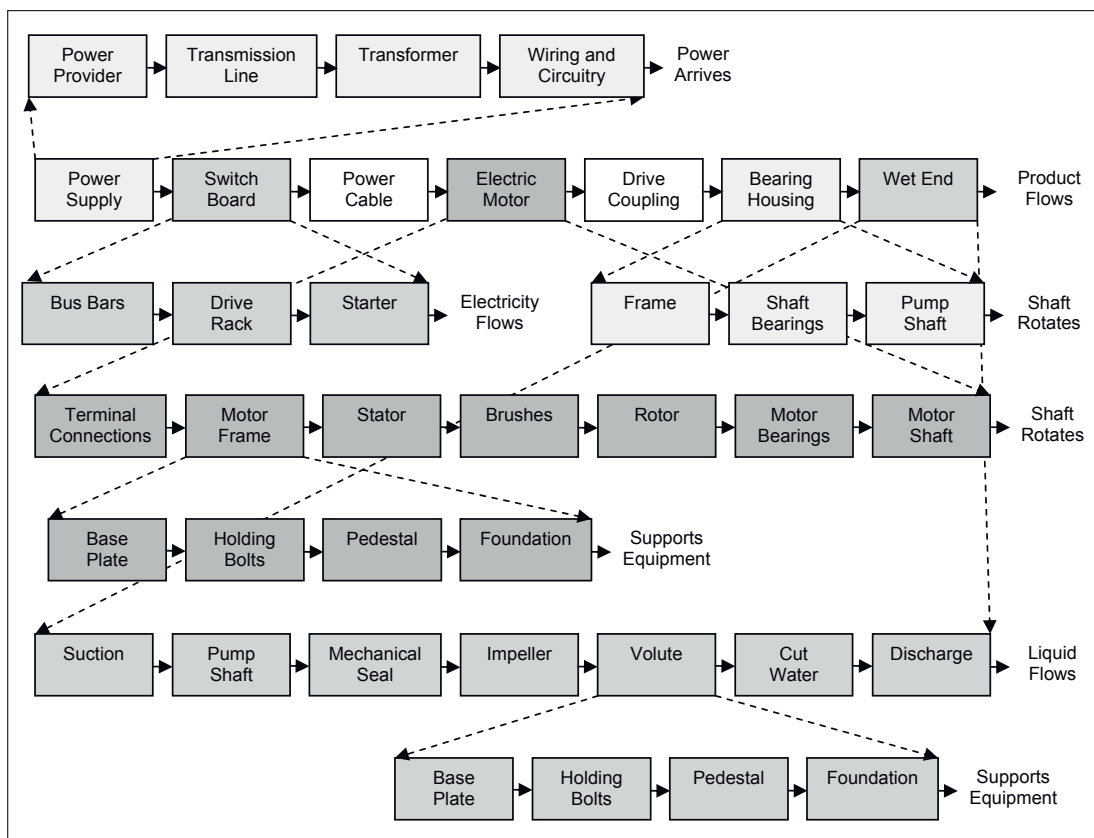 Power
Provider
Transmission
Line
Transformer
Wiring and
Circuitry
Power
Arrives
Power
Supply
Switch
Board
Power
Cable
Electric
Motor
Drive
Coupling
Bearing
Housing
Wet End
Product
Flows
Bus Bars
Drive
Rack
Starter
Electricity
Flows
Frame
Shaft
Bearings
Pump
Shaft
Shaft
Rotates
Terminal
Connections
Motor
Frame
Stator
Brushes
Rotor
Motor
Bearings
Motor
Shaft
Shaft
Rotates
Base
Plate
Holding
Bolts
Pedestal
Foundation
Supports
Equipment
Suction
Pump
Shaft
Mechanical
Seal
Impeller
Volute
Cut
Water
Discharge
Liquid
Flows
Base
Plate
Holding
Bolts
Pedestal
Foundation
Supports
Equipment